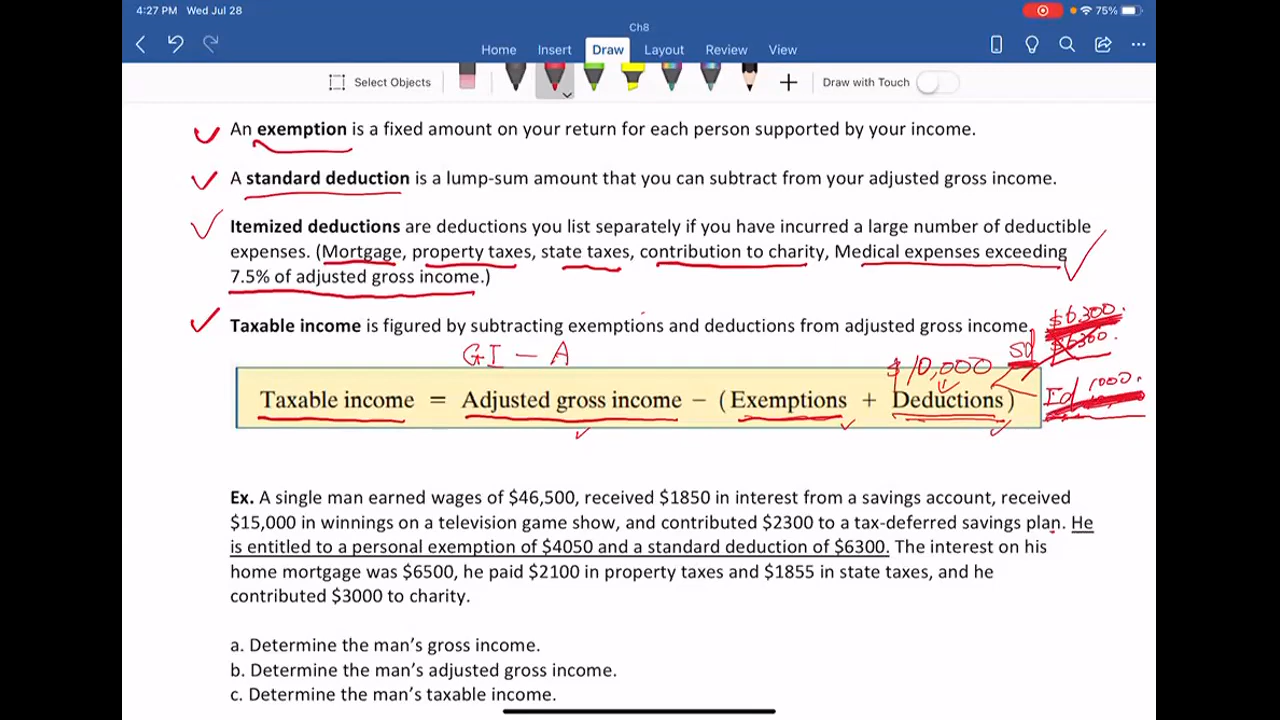 4:27 PM Wed Jul 28
75%
Ch8
Home Insert Draw Layout Review View
Select Objects
Draw with Touch
An exemption is a fixed amount on your return for each person supported by your income.
A standard deduction is a lump-sum amount that you can subtract from your adjusted gross income.
Itemized deductions are deductions you list separately if you have incurred a large number of deductible
expenses. (Mortgage, property taxes, state taxes, contribution to charity, Medical expenses exceeding
7.5% of adjusted gross income.)
Taxable income is figured by subtracting exemptions and deductions from adjusted gross income.
$6300.
GI - A
$10,000
Sd
$6300.
Id 1000.
Taxable income = Adjusted gross income − (Exemptions + Deductions)
Ex. A single man earned wages of $46,500, received $1850 in interest from a savings account, received
$15,000 in winnings on a television game show, and contributed $2300 to a tax-deferred savings plan. He
is entitled to a personal exemption of $4050 and a standard deduction of $6300. The interest on his
home mortgage was $6500, he paid $2100 in property taxes and $1855 in state taxes, and he
contributed $3000 to charity.
a. Determine the man's gross income.
b. Determine the man's adjusted gross income.
c. Determine the man's taxable income.